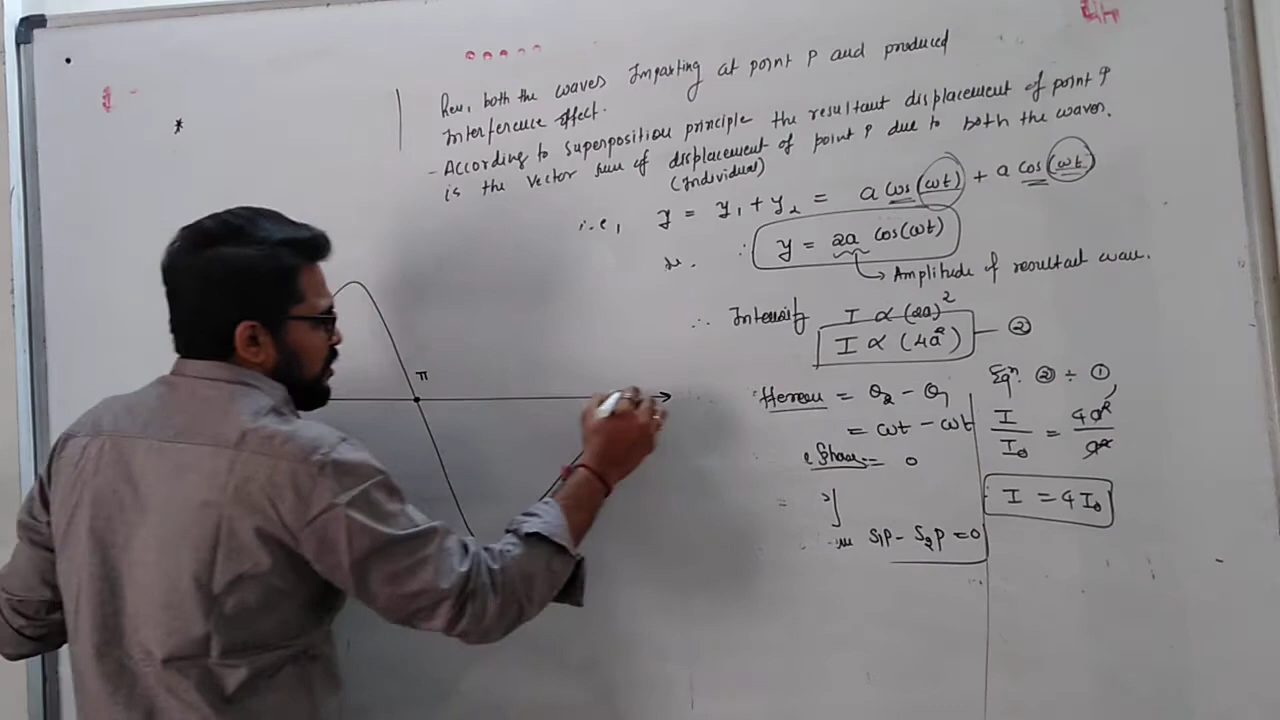 both the waves Imparting at point P and produced
Interference effect.
- According to superposition principle the resultant displacement of point P
is the vector sum of displacement of point P due to both the waves.
(Individual)
i.e, y = y₁ + y₂ = a cos(ωt) + a cos(ωt)
∴ y = 2a cos(ωt)
Amplitude of resultant wave.
∴ Intensity I ∝ (2a)²
I ∝ (4a²) — ②
π
= θ₂ - θ₁
= ωt - ωt
= 0
S₁P - S₂P = 0
Eqⁿ. ② ÷ ①
I/I₀ = 4a²/a²
I = 4I₀